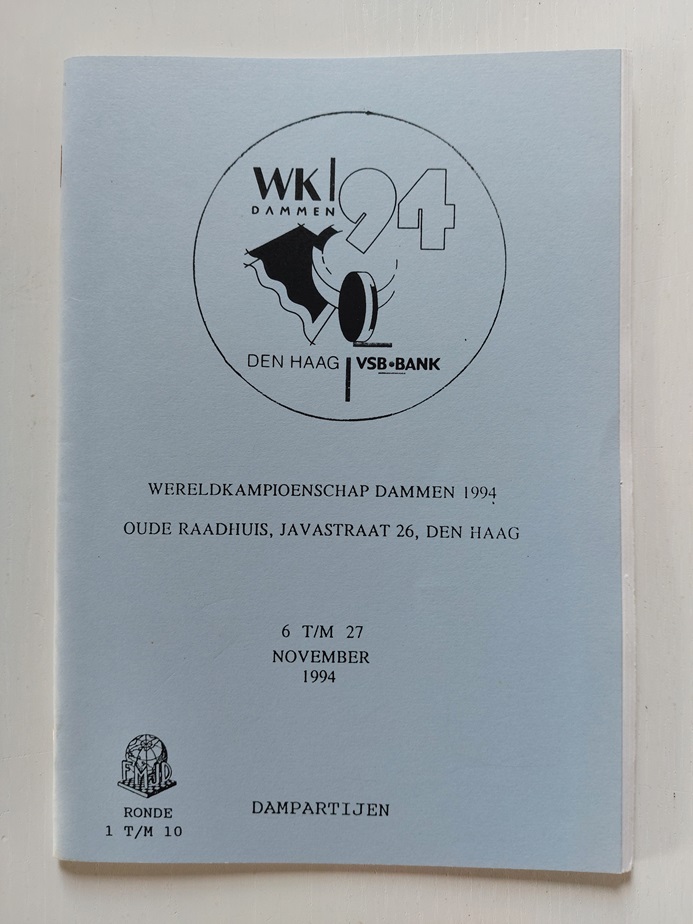 WK 94
DAMMEN
DEN HAAG VSB•BANK
WERELDKAMPIOENSCHAP DAMMEN 1994
OUDE RAADHUIS, JAVASTRAAT 26, DEN HAAG
6 T/M 27
NOVEMBER
1994
F.M.J.D.
RONDE
1 T/M 10
DAMPARTIJEN